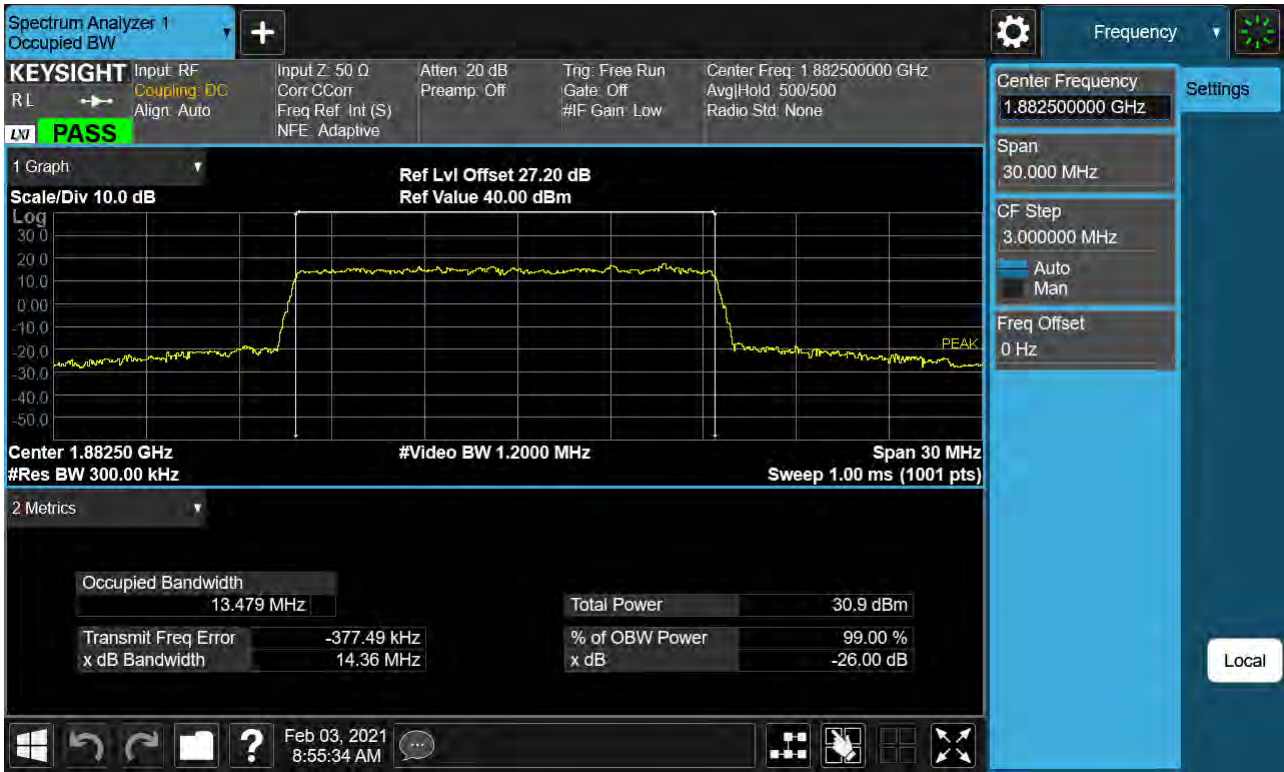 Spectrum Analyzer 1
Occupied BW
Frequency
KEYSIGHT
RL
LXI
PASS
Input: RF
Coupling: DC
Align: Auto
Input Z: 50 Ω
Corr CCorr
Freq Ref: Int (S)
NFE: Adaptive
Atten: 20 dB
Preamp: Off
Trig: Free Run
Gate: Off
#IF Gain: Low
Center Freq: 1.882500000 GHz
Avg|Hold: 500/500
Radio Std: None
Center Frequency
1.882500000 GHz
Settings
Span
30.000 MHz
CF Step
3.000000 MHz
Auto
Man
Freq Offset
0 Hz
1 Graph
Scale/Div 10.0 dB
Ref Lvl Offset 27.20 dB
Ref Value 40.00 dBm
Log
30.0
20.0
10.0
0.00
-10.0
-20.0
-30.0
-40.0
-50.0
PEAK
Center 1.88250 GHz
#Video BW 1.2000 MHz
Span 30 MHz
#Res BW 300.00 kHz
Sweep 1.00 ms (1001 pts)
2 Metrics
Occupied Bandwidth
13.479 MHz
Total Power 30.9 dBm
Transmit Freq Error -377.49 kHz
% of OBW Power 99.00 %
x dB Bandwidth 14.36 MHz
x dB -26.00 dB
Local
?
Feb 03, 2021
8:55:34 AM